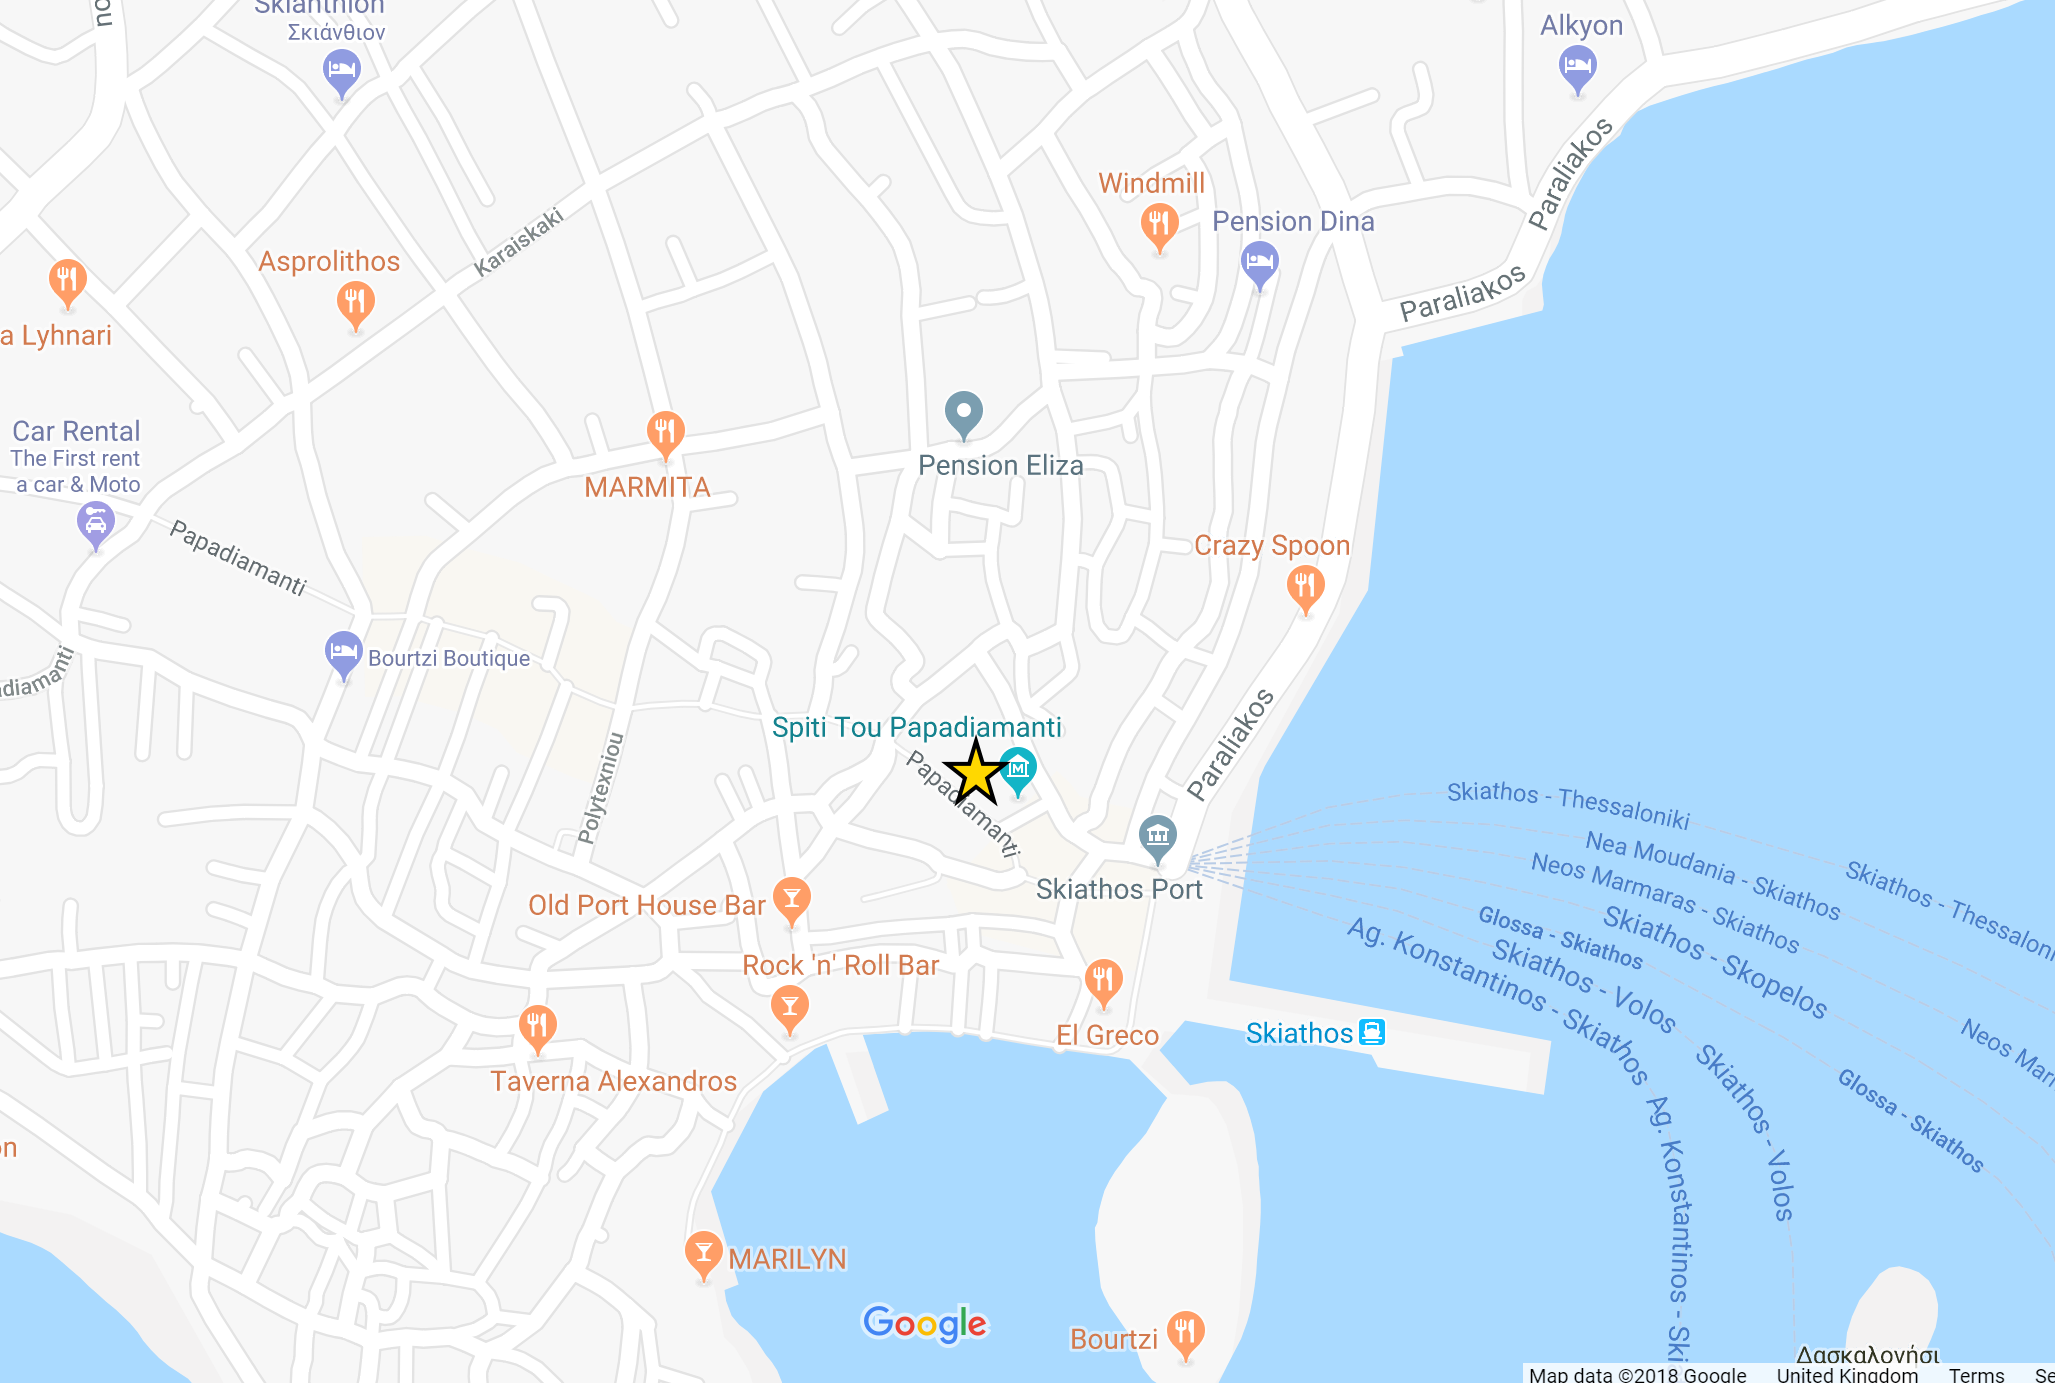 Skianthion
Σκιάνθιον
Alkyon
Paraliakos
Windmill
Pension Dina
Karaiskaki
Asprolithos
Paraliakos
a Lyhnari
Car Rental
The First rent
a car & Moto
MARMITA
Pension Eliza
Papadiamanti
Crazy Spoon
Bourtzi Boutique
adiamanti
Spiti Tou Papadiamanti
Paraliakos
Polytexniou
Papadiamanti
Skiathos - Thessaloniki
Nea Moudania - Skiathos
Neos Marmaras - Skiathos
Skiathos - Thessaloni
Skiathos Port
Old Port House Bar
Glossa - Skiathos
Skiathos - Skopelos
Ag. Konstantinos - Skiathos
Skiathos - Volos
Rock 'n' Roll Bar
El Greco
Skiathos
Neos Mar
Taverna Alexandros
Skiathos - Volos
Glossa - Skiathos
Ag. Konstantinos - Ski
on
MARILYN
Google
Bourtzi
Δασκαλονήσι
Map data ©2018 Google United Kingdom Terms Se